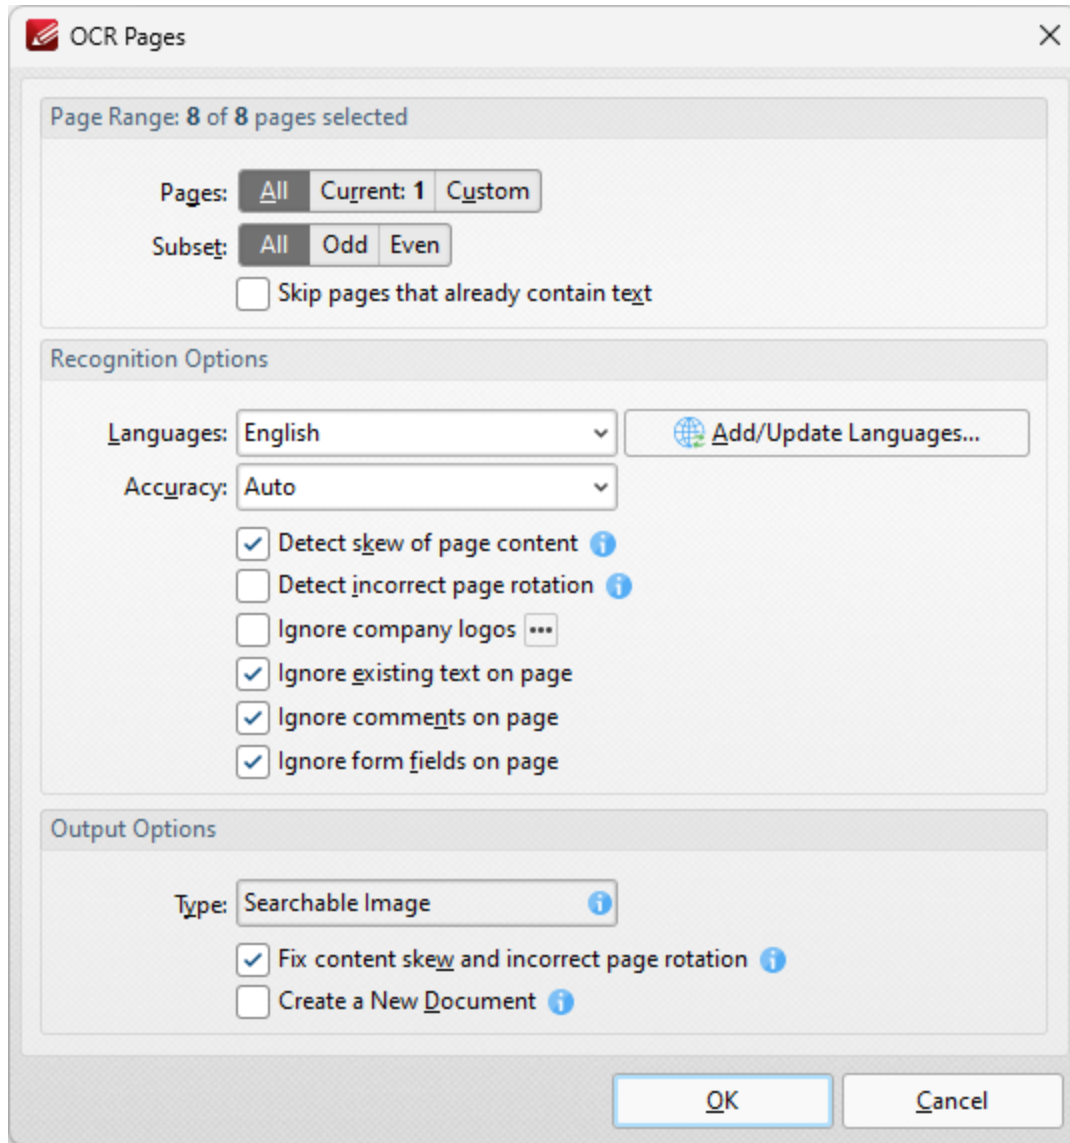 OCR Pages
Page Range: 8 of 8 pages selected
Pages: All Current: 1 Custom
Subset: All Odd Even
Skip pages that already contain text
Recognition Options
Languages: English Add/Update Languages...
Accuracy: Auto
Detect skew of page content
Detect incorrect page rotation
Ignore company logos •••
Ignore existing text on page
Ignore comments on page
Ignore form fields on page
Output Options
Type: Searchable Image
Fix content skew and incorrect page rotation
Create a New Document
OK Cancel